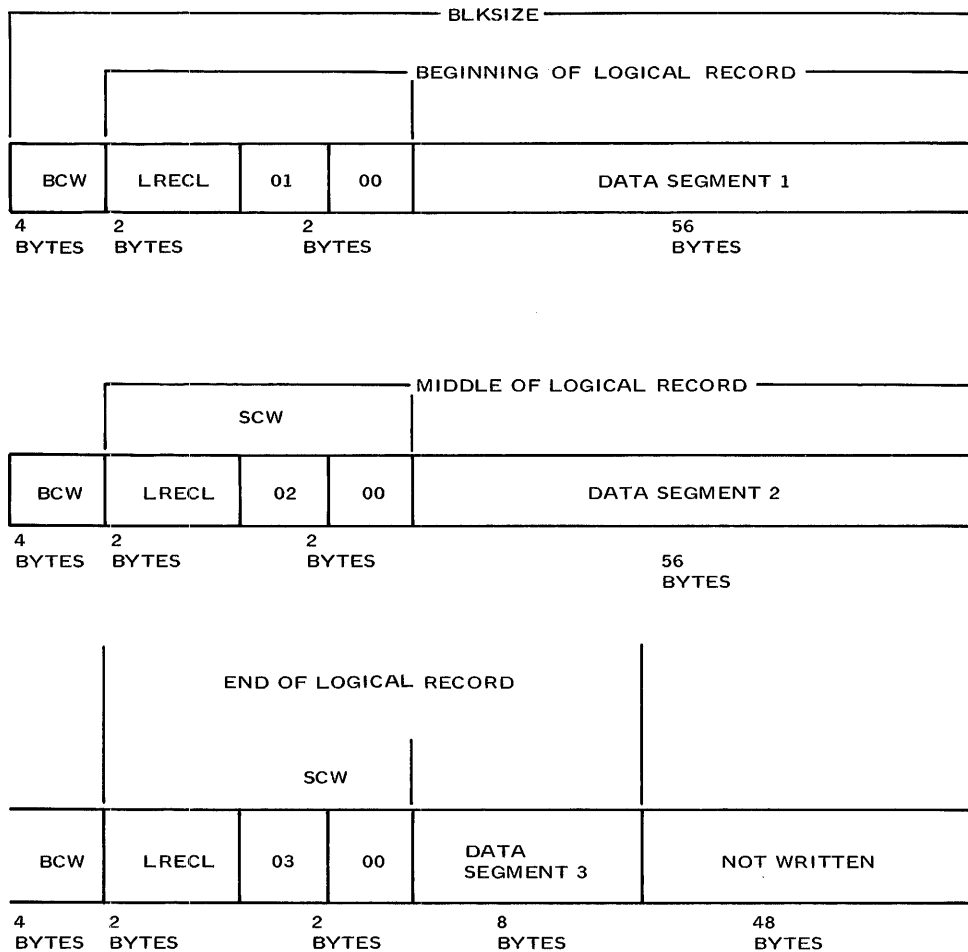 BLKSIZE
BEGINNING OF LOGICAL RECORD
BCW LRECL 01 00 DATA SEGMENT 1
4 2 2 56
BYTES BYTES BYTES BYTES
MIDDLE OF LOGICAL RECORD
SCW
BCW LRECL 02 00 DATA SEGMENT 2
4 2 2
BYTES BYTES BYTES
56
BYTES
END OF LOGICAL RECORD
SCW
BCW LRECL 03 00 DATA SEGMENT 3 NOT WRITTEN
4 2 2 8 48
BYTES BYTES BYTES BYTES BYTES